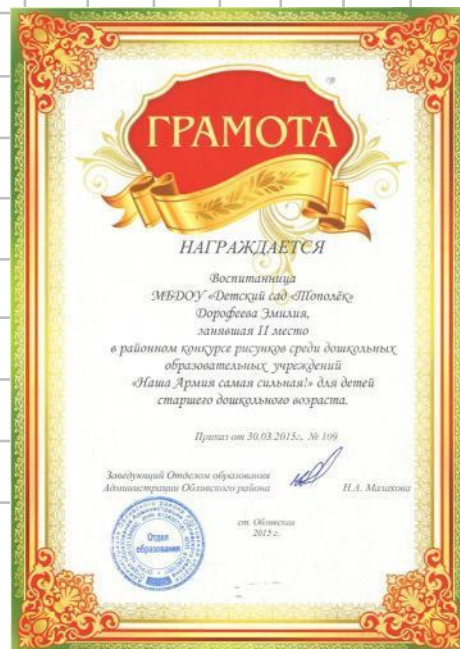 ГРАМОТА
НАГРАЖДАЕТСЯ
Воспитанница
МБДОУ «Детский сад «Тополёк»
Дорофеева Эмилия,
занявшая II место
в районном конкурсе рисунков среди дошкольных
образовательных учреждений
«Наша Армия самая сильная!» для детей
старшего дошкольного возраста.
Приказ от 30.03.2015г. № 109
Заведующий Отделом образования
Администрации Обливского района Н.А. Малахова
Отдел
образования
ст. Обливская
2015 г.